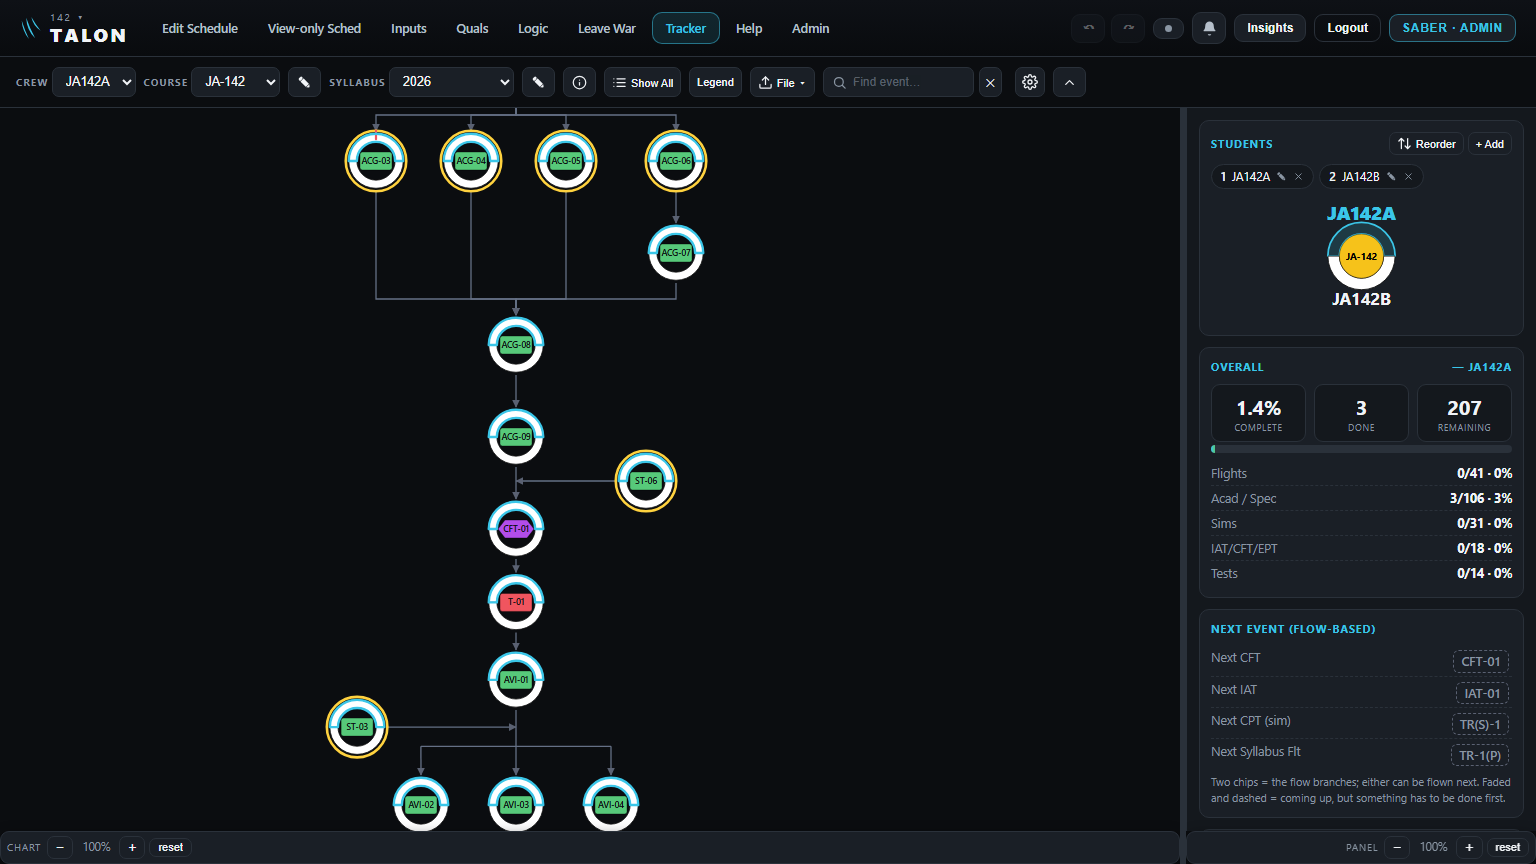 142
TALON
Edit Schedule
View-only Sched
Inputs
Quals
Logic
Leave War
Tracker
Help
Admin
Insights
Logout
SABER · ADMIN
CREW
JA142A
COURSE
JA-142
SYLLABUS
2026
Show All
Legend
File
Find event...
ACG-03
ACG-04
ACG-05
ACG-06
ACG-07
ACG-08
ACG-09
ST-06
CFT-01
T-01
AVI-01
ST-03
AVI-02
AVI-03
AVI-04
CHART
− 100% + reset
STUDENTS
Reorder
+ Add
1 JA142A
2 JA142B
JA142A
JA-142
JA142B
OVERALL
— JA142A
1.4%
COMPLETE
3
DONE
207
REMAINING
Flights 0/41 · 0%
Acad / Spec 3/106 · 3%
Sims 0/31 · 0%
IAT/CFT/EPT 0/18 · 0%
Tests 0/14 · 0%
NEXT EVENT (FLOW-BASED)
Next CFT CFT-01
Next IAT IAT-01
Next CPT (sim) TR(S)-1
Next Syllabus Flt TR-1(P)
Two chips = the flow branches; either can be flown next. Faded
and dashed = coming up, but something has to be done first.
PANEL
− 100% + reset